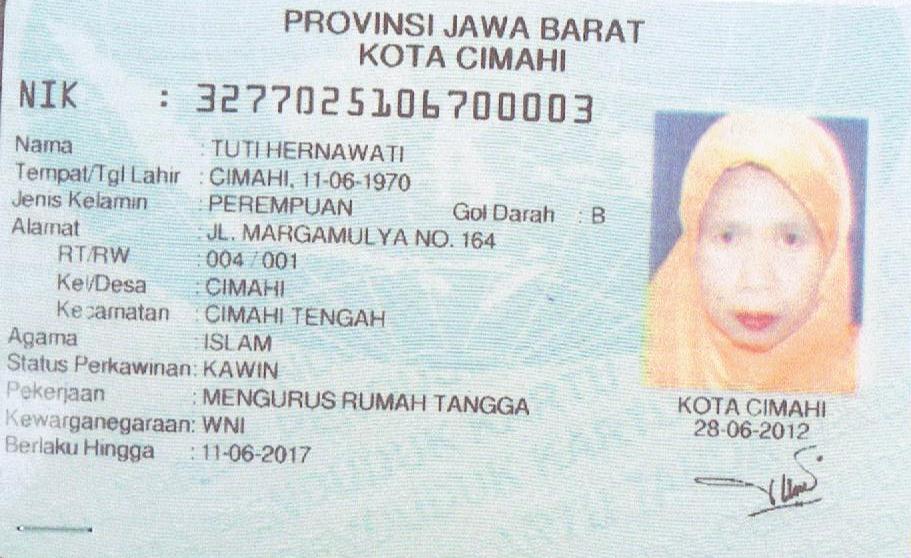 PROVINSI JAWA BARAT
KOTA CIMAHI
NIK : 3277025106700003
Nama : TUTI HERNAWATI
Tempat/Tgl Lahir : CIMAHI, 11-06-1970
Jenis Kelamin : PEREMPUAN Gol Darah : B
Alamat : JL. MARGAMULYA NO. 164
RT/RW : 004 / 001
Kel/Desa : CIMAHI
Kecamatan : CIMAHI TENGAH
Agama : ISLAM
Status Perkawinan: KAWIN
Pekerjaan : MENGURUS RUMAH TANGGA
Kewarganegaraan: WNI
Berlaku Hingga : 11-06-2017
KOTA CIMAHI
28-06-2012